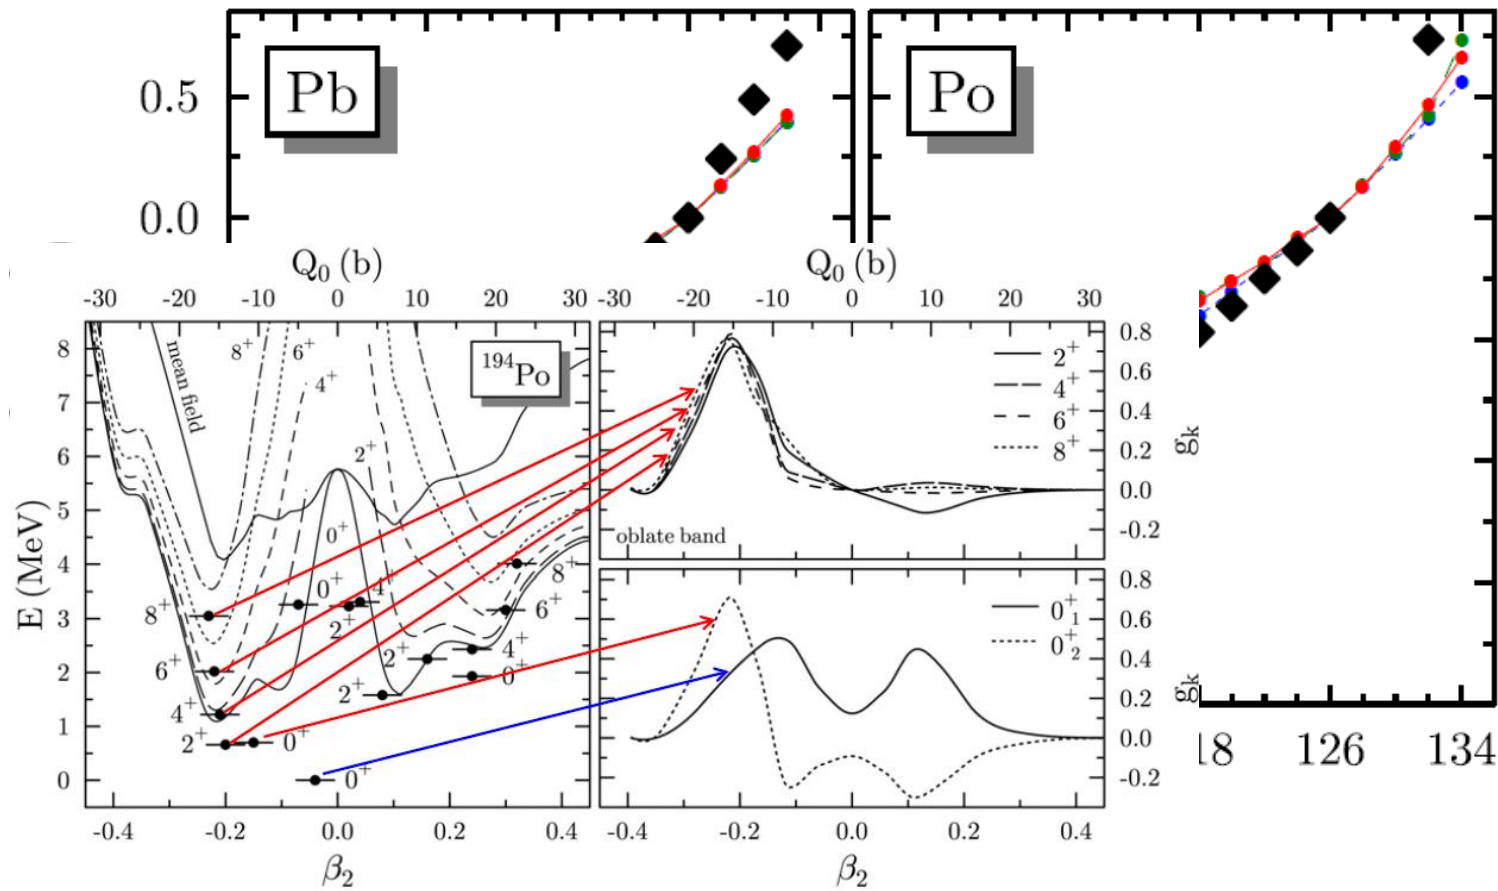 Pb
Po
0.5
0.0
Q₀ (b)
Q₀ (b)
-30 -20 -10 0 10 20 30
-30 -20 -10 0 10 20 30
8
7
6
5
4
3
2
1
0
E (MeV)
mean field
8⁺
6⁺
4⁺
2⁺
0⁺
¹⁹⁴Po
0⁺
4⁺
2⁺
8⁺
6⁺
4⁺
0⁺
2⁺
2⁺
8⁺
6⁺
4⁺
2⁺
0⁺
0⁺
-0.4 -0.2 0.0 0.2 0.4
β₂
2⁺
4⁺
6⁺
8⁺
oblate band
0.8
0.6
0.4
0.2
0.0
-0.2
gₖ
0⁺₁
0⁺₂
0.8
0.6
0.4
0.2
0.0
-0.2
gₖ
-0.4 -0.2 0.0 0.2 0.4
β₂
18 126 134